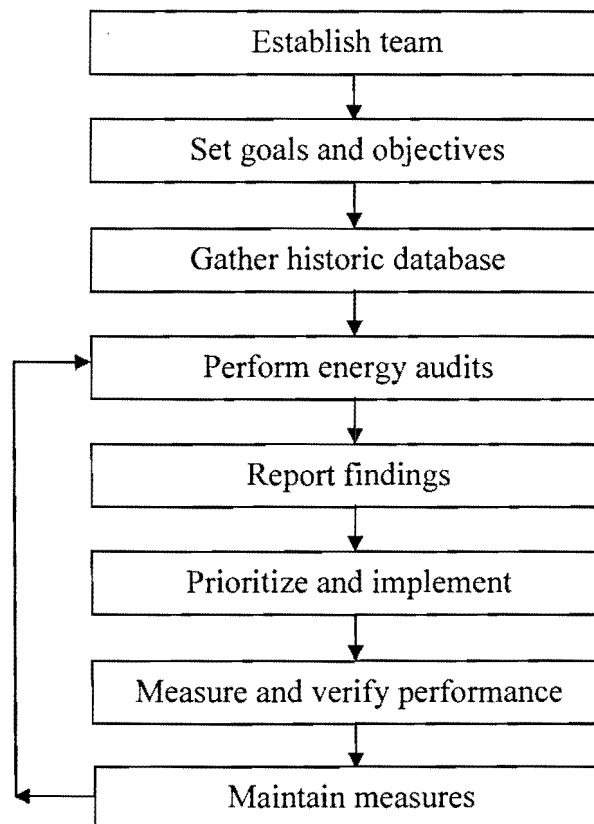 Establish team
Set goals and objectives
Gather historic database
Perform energy audits
Report findings
Prioritize and implement
Measure and verify performance
Maintain measures